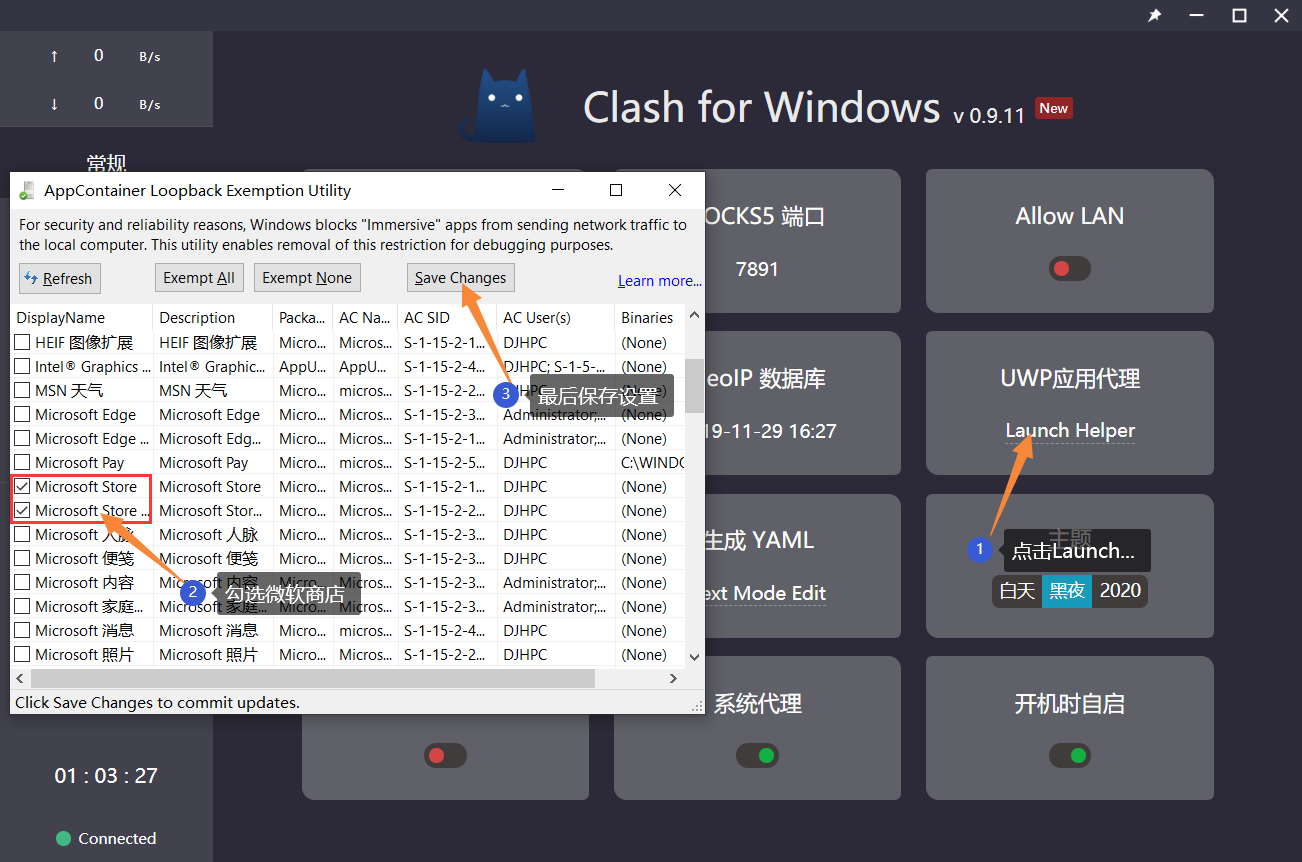 ↑ 0 B/s
↓ 0 B/s
常规
Clash for Windows v 0.9.11 New
OCKS5 端口
7891
Allow LAN
eoIP 数据库
19-11-29 16:27
UWP应用代理
Launch Helper
生成 YAML
ext Mode Edit
主题
白天 黑夜 2020
系统代理
开机时自启
01 : 03 : 27
Connected
AppContainer Loopback Exemption Utility
For security and reliability reasons, Windows blocks "Immersive" apps from sending network traffic to
the local computer. This utility enables removal of this restriction for debugging purposes.
Refresh Exempt All Exempt None Save Changes Learn more...
DisplayName Description Packa... AC Na... AC SID AC User(s) Binaries
HEIF 图像扩展 HEIF 图像扩展 Micro... Micros... S-1-15-2-1... DJHPC (None)
Intel® Graphics ... Intel® Graphic... AppU... AppU... S-1-15-2-4... DJHPC; S-1-5-... (None)
MSN 天气 MSN 天气 Micro... micros... S-1-15-2-2... DJHPC (None)
Microsoft Edge Microsoft Edge Micro... Micros... S-1-15-2-3... Administrator;... (None)
Microsoft Edge ... Microsoft Edg... Micro... Micros... S-1-15-2-1... Administrator;... (None)
Microsoft Pay Microsoft Pay Micro... micros... S-1-15-2-5... DJHPC C:\WINDO
Microsoft Store Microsoft Store Micro... Micros... S-1-15-2-1... DJHPC (None)
Microsoft Store ... Microsoft Stor... Micro... Micros... S-1-15-2-2... DJHPC (None)
Microsoft 人脉 Microsoft 人脉 Micro... Micros... S-1-15-2-3... DJHPC (None)
Microsoft 便笺 Microsoft 便笺 Micro... Micros... S-1-15-2-3... DJHPC (None)
Microsoft 内容 Microsoft 内容 Micro... Micros... S-1-15-2-3... Administrator;... (None)
Microsoft 家庭... Microsoft 家庭... Micro... Micros... S-1-15-2-3... Administrator;... (None)
Microsoft 消息 Microsoft 消息 Micro... micros... S-1-15-2-4... DJHPC (None)
Microsoft 照片 Microsoft 照片 Micro... Micros... S-1-15-2-2... DJHPC (None)
Click Save Changes to commit updates.
1 点击Launch...
2 勾选微软商店
3 最后保存设置